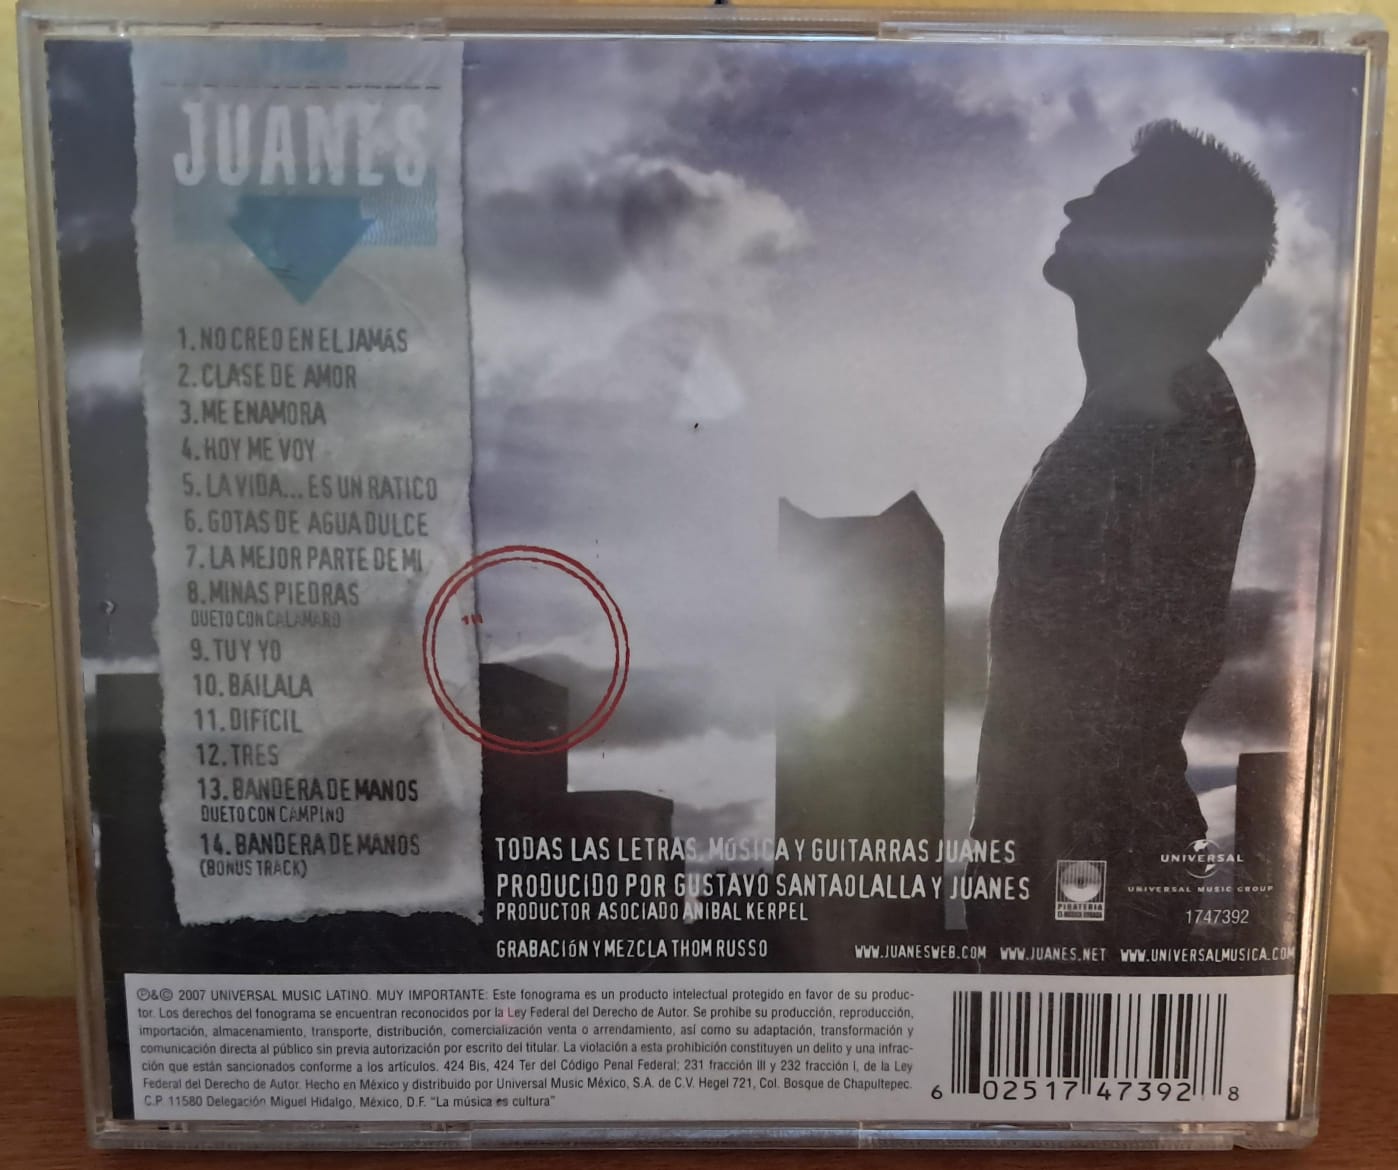 JUANES
1. NO CREO EN EL JAMÁS
2. CLASE DE AMOR
3. ME ENAMORA
4. HOY ME VOY
5. LA VIDA... ES UN RATICO
6. GOTAS DE AGUA DULCE
7. LA MEJOR PARTE DE MI
8. MINAS PIEDRAS
DUETO CON CALAMARO
9. TU Y YO
10. BÁILALA
11. DIFÍCIL
12. TRES
13. BANDERA DE MANOS
DUETO CON CAMPINO
14. BANDERA DE MANOS
(BONUS TRACK)
TODAS LAS LETRAS, MÚSICA Y GUITARRAS JUANES
PRODUCIDO POR GUSTAVO SANTAOLALLA Y JUANES
PRODUCTOR ASOCIADO ANÍBAL KERPEL
GRABACIÓN Y MEZCLA THOM RUSSO
PIRATERIA
ES MÚSICA ROBADA
UNIVERSAL
UNIVERSAL MUSIC GROUP
1747392
WWW.JUANESWEB.COM WWW.JUANES.NET WWW.UNIVERSALMUSICA.COM
℗&© 2007 UNIVERSAL MUSIC LATINO. MUY IMPORTANTE: Este fonograma es un producto intelectual protegido en favor de su produc-
tor. Los derechos del fonograma se encuentran reconocidos por la Ley Federal del Derecho de Autor. Se prohibe su producción, reproducción,
importación, almacenamiento, transporte, distribución, comercialización venta o arrendamiento, así como su adaptación, transformación y
comunicación directa al público sin previa autorización por escrito del titular. La violación a esta prohibición constituyen un delito y una infrac-
ción que están sancionados conforme a los artículos. 424 Bis, 424 Ter del Código Penal Federal; 231 fracción III y 232 fracción I, de la Ley
Federal del Derecho de Autor. Hecho en México y distribuido por Universal Music México, S.A. de C.V. Hegel 721, Col. Bosque de Chapultepec.
C.P. 11580 Delegación Miguel Hidalgo, México, D.F. "La música es cultura"
6 02517 47392 8